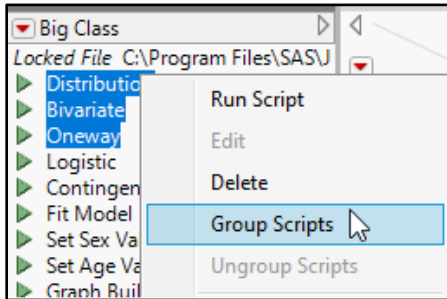 Big Class
Locked File C:\Program Files\SAS\J
Distributio
Bivariate
Oneway
Logistic
Contingen
Fit Model
Set Sex Va
Set Age Va
Graph Buil
Run Script
Edit
Delete
Group Scripts
Ungroup Scripts